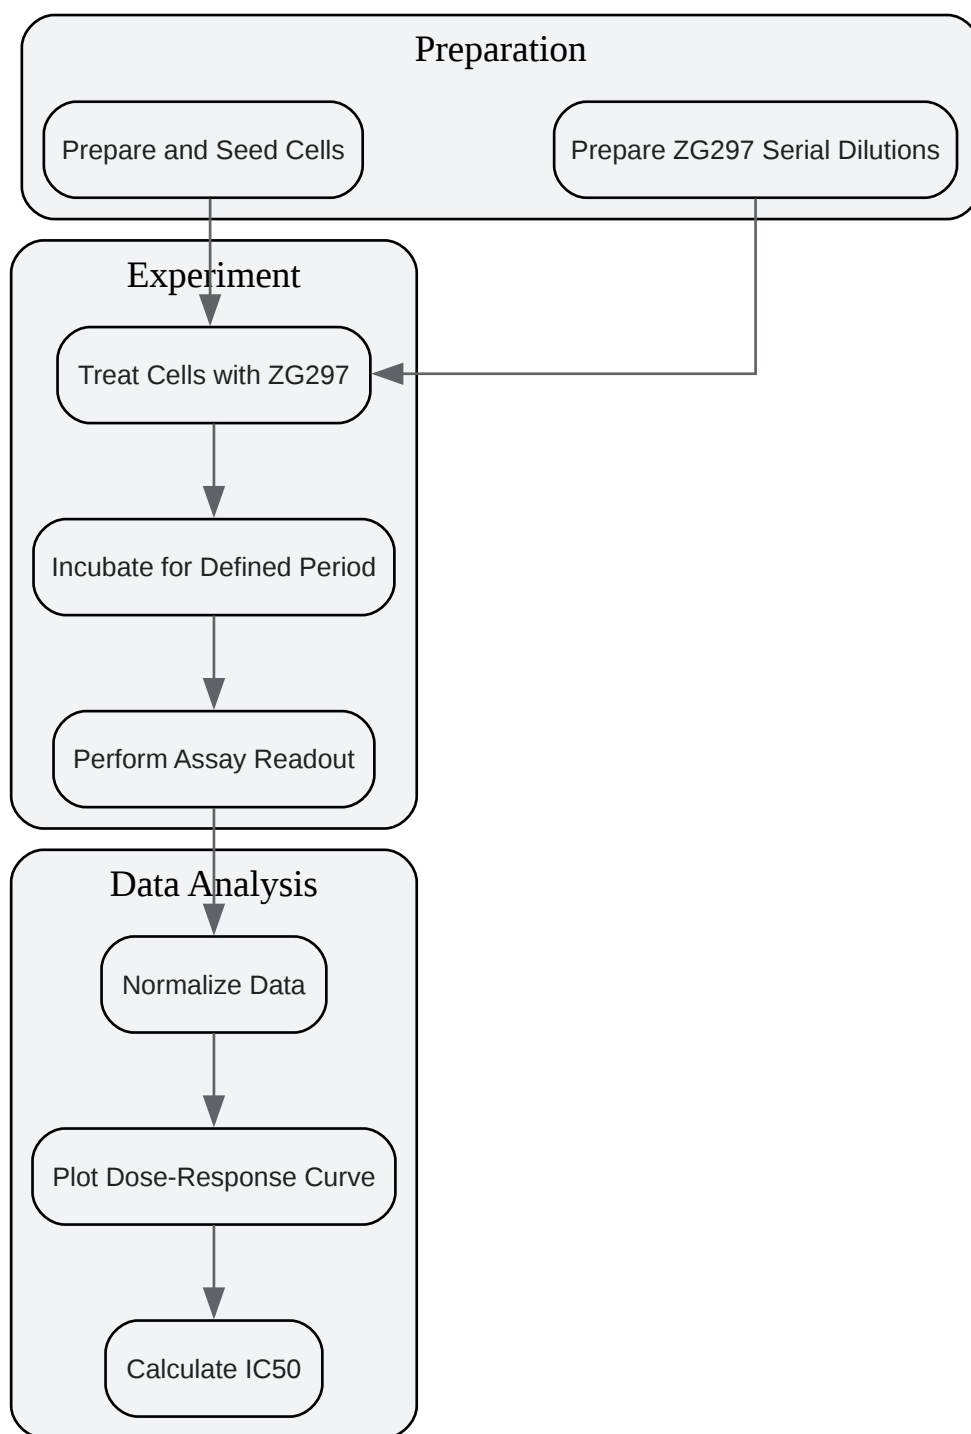 Preparation
Prepare and Seed Cells
Prepare ZG297 Serial Dilutions
Experiment
Treat Cells with ZG297
Incubate for Defined Period
Perform Assay Readout
Data Analysis
Normalize Data
Plot Dose-Response Curve
Calculate IC50